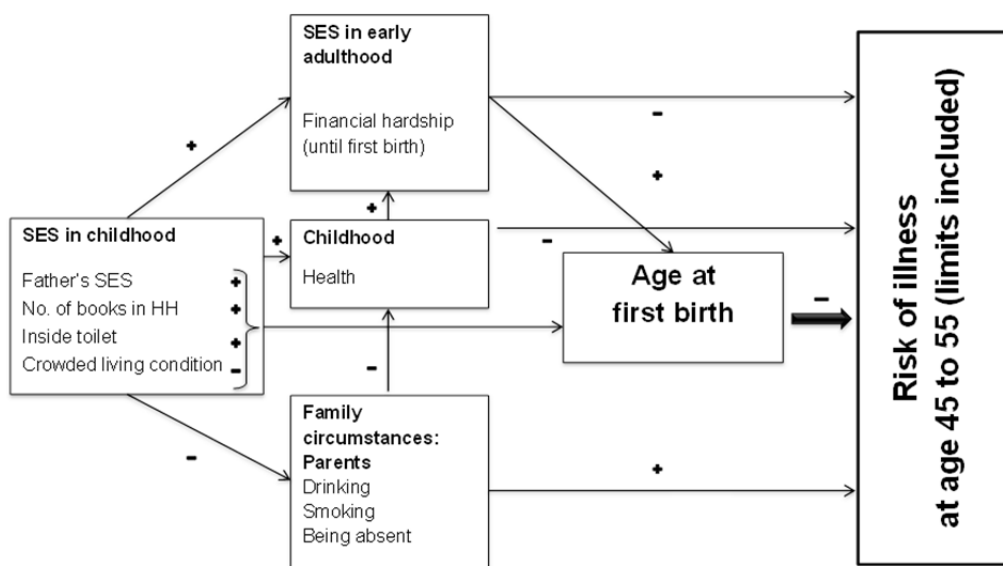 SES in early
adulthood
Financial hardship
(until first birth)
+
-
+
SES in childhood
Father's SES +
No. of books in HH +
Inside toilet +
Crowded living condition -
+
+
Childhood
Health
-
Age at
first birth
-
-
-
Family
circumstances:
Parents
Drinking
Smoking
Being absent
+
Risk of illness
at age 45 to 55 (limits included)